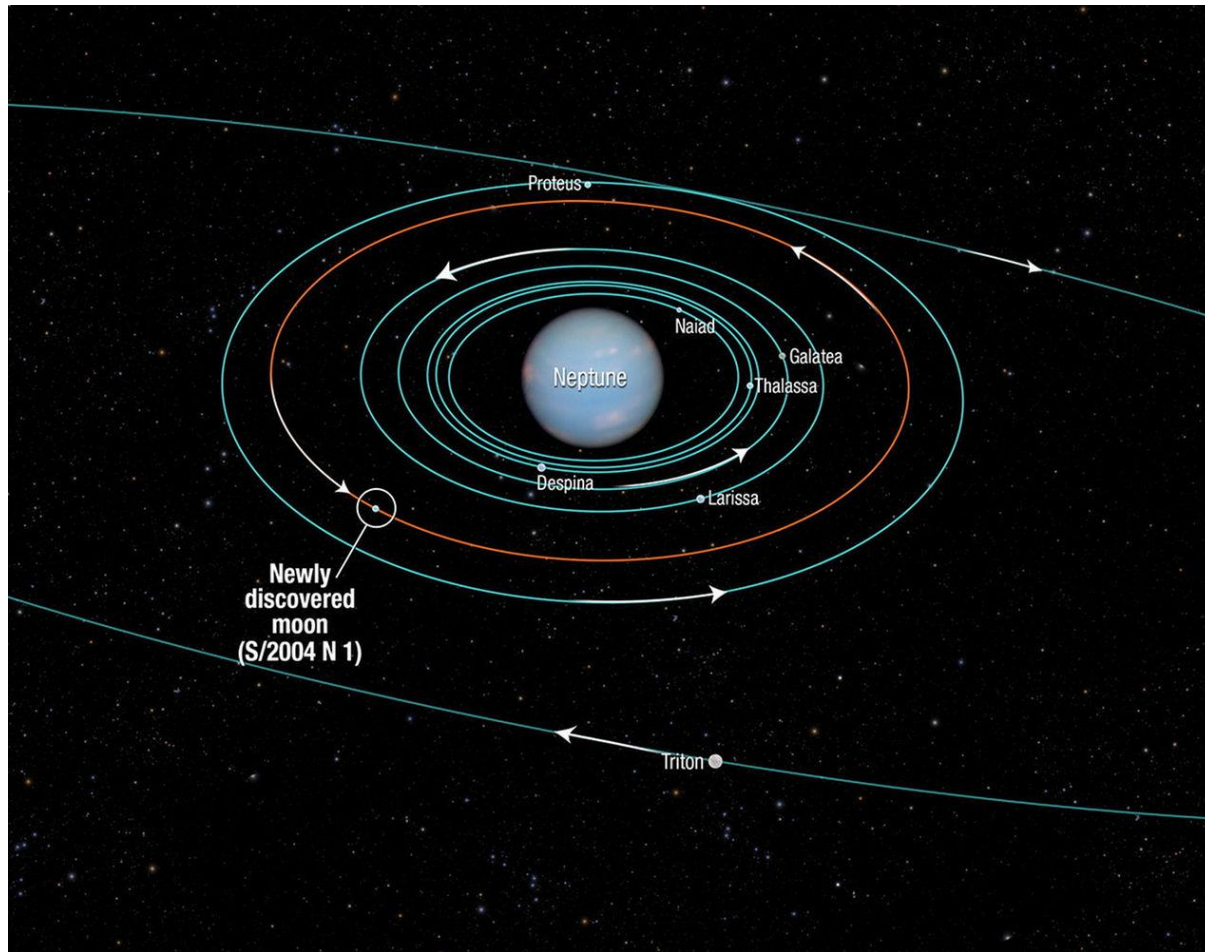 Proteus
Naiad
Galatea
Neptune
Thalassa
Despina
Larissa
Newly
discovered
moon
(S/2004 N 1)
Triton